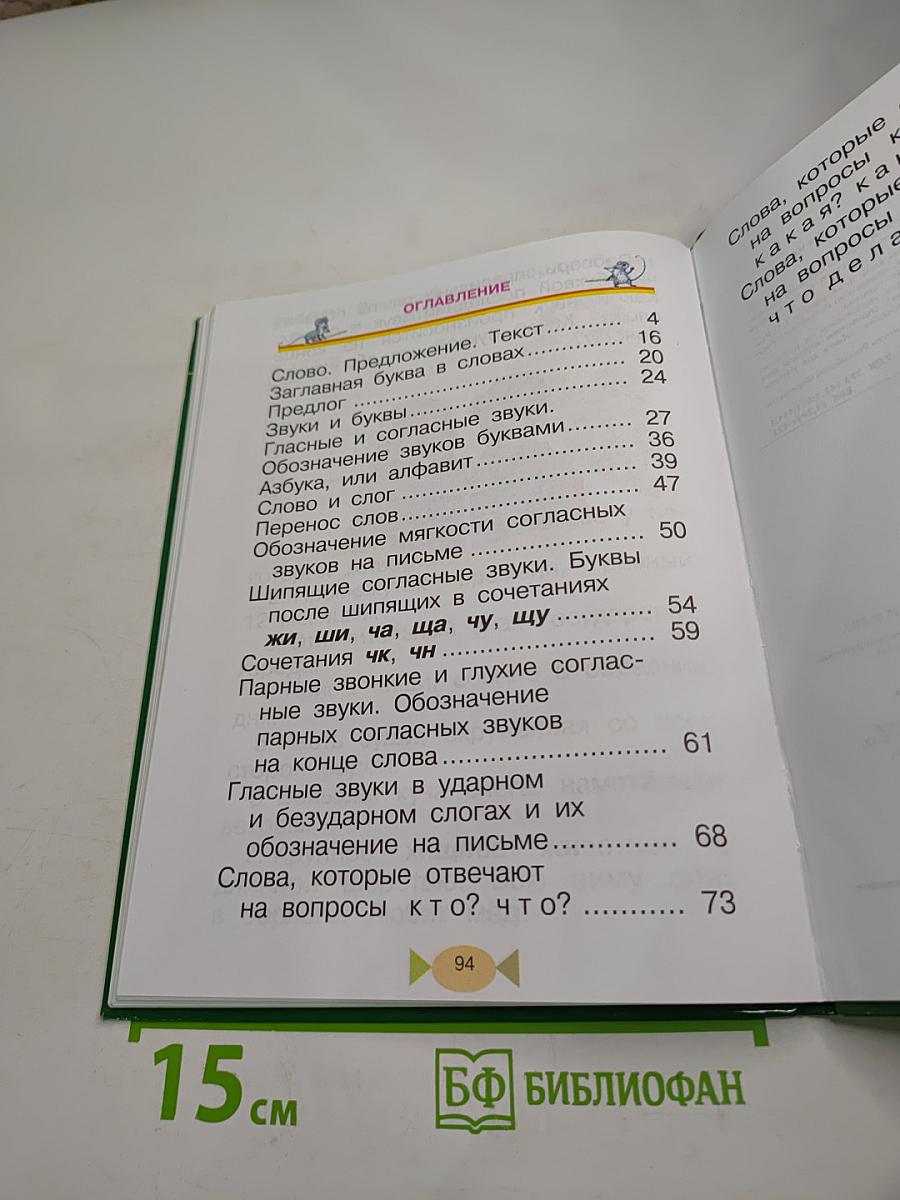 ОГЛАВЛЕНИЕ
Слово. Предложение. Текст........... 4
Заглавная буква в словах............. 16
Предлог .......................................... 20
Звуки и буквы................................. 24
Гласные и согласные звуки.
Обозначение звуков буквами......... 27
Азбука, или алфавит...................... 36
Слово и слог .................................. 39
Перенос слов.................................. 47
Обозначение мягкости согласных
звуков на письме ........................ 50
Шипящие согласные звуки. Буквы
после шипящих в сочетаниях
жи, ши, ча, ща, чу, щу ............ 54
Сочетания чк, чн ........................... 59
Парные звонкие и глухие соглас-
ные звуки. Обозначение
парных согласных звуков
на конце слова........................... 61
Гласные звуки в ударном
и безударном слогах и их
обозначение на письме.............. 68
Слова, которые отвечают
на вопросы к т о? ч т о? ........... 73
94
Слова, которые
на вопросы
к а к а я?
Слова, которые
на вопросы
ч т о
15 см
БФ БИБЛИОФАН